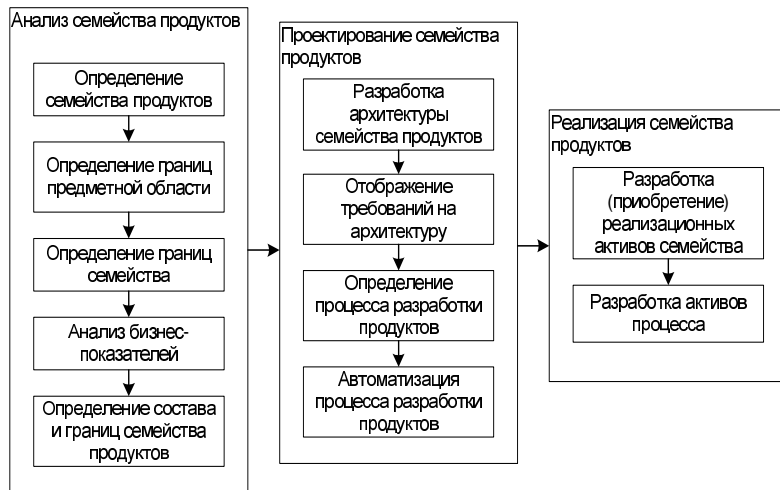 Анализ семейства продуктов
Определение
семейства продуктов
Определение границ
предметной области
Определение границ
семейства
Анализ бизнес-
показателей
Определение состава
и границ семейства
продуктов
Проектирование семейства
продуктов
Разработка
архитектуры
семейства продуктов
Отображение
требований на
архитектуру
Определение
процесса разработки
продуктов
Автоматизация
процесса разработки
продуктов
Реализация семейства
продуктов
Разработка
(приобретение)
реализационных
активов семейства
Разработка активов
процесса